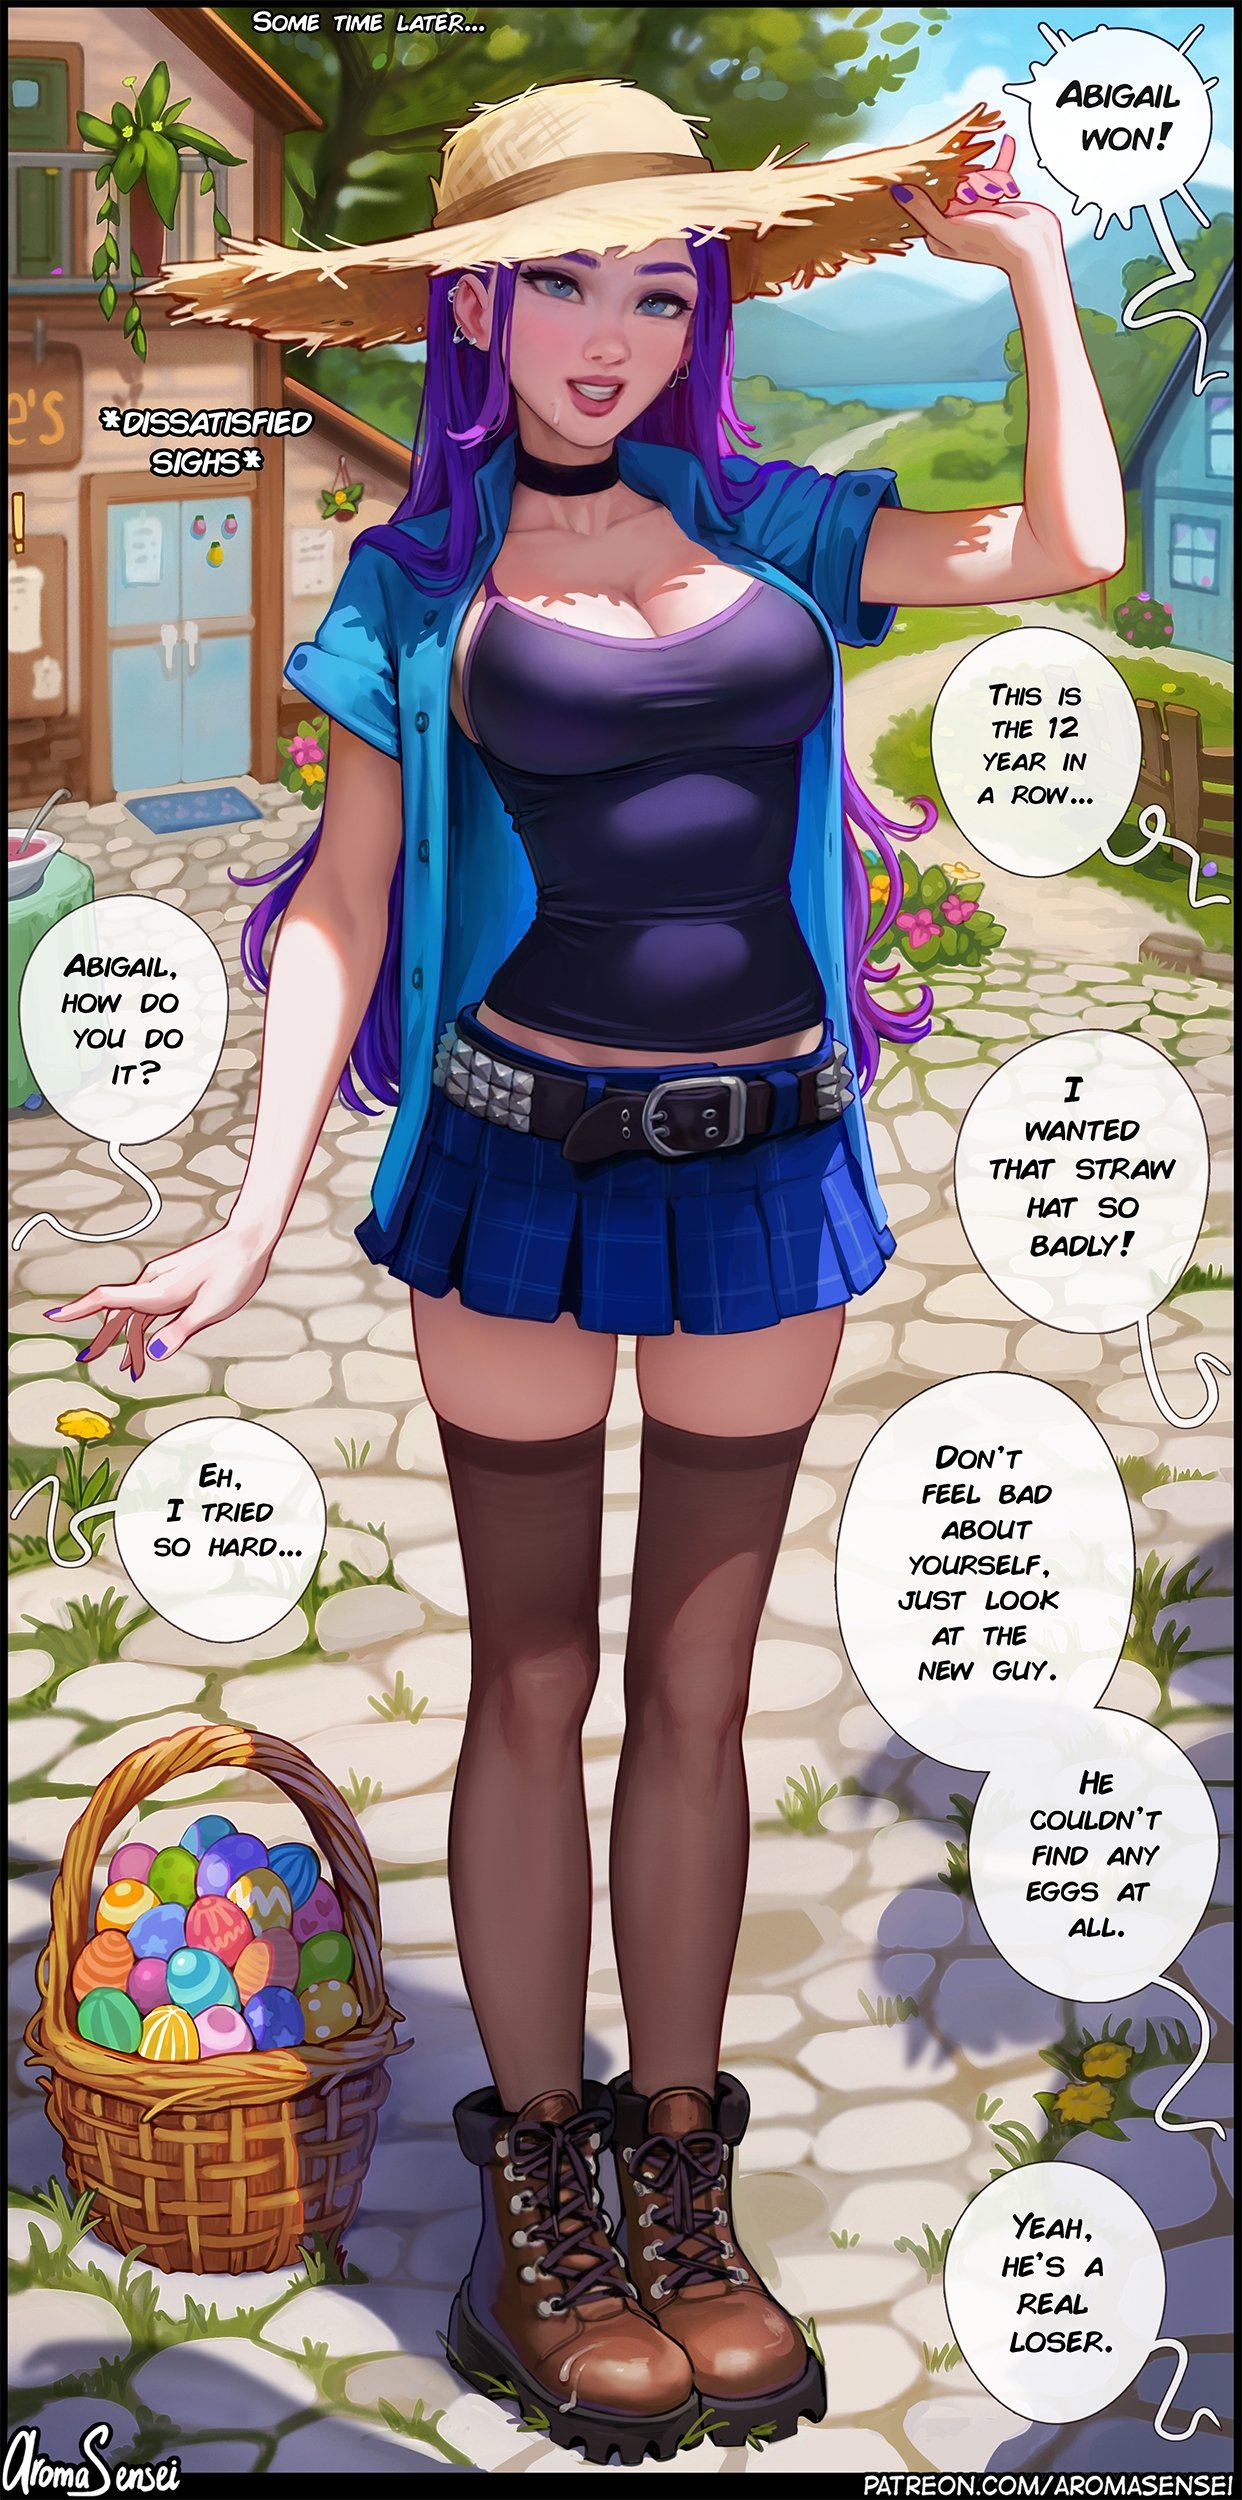 Some time later...
Abigail
won!
e's
*dissatisfied
sighs*
!
This is
the 12
year in
a row...
Abigail,
how do
you do
it?
I
wanted
that straw
hat so
badly!
Eh,
I tried
so hard...
Don't
feel bad
about
yourself,
just look
at the
new guy.
He
couldn't
find any
eggs at
all.
Yeah,
he's a
real
loser.
AromaSensei
patreon.com/aromasensei